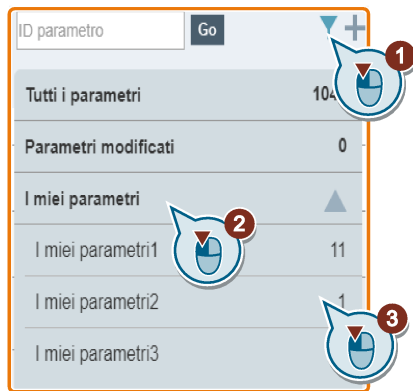 ID parametro Go
1
Tutti i parametri
Parametri modificati 0
I miei parametri
2
I miei parametri1 11
I miei parametri2 1
3
I miei parametri3